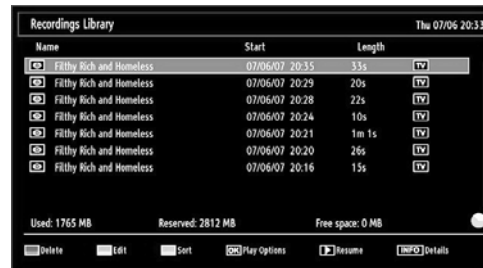 Recordings Library Thu 07/06 20:33
Name Start Length
Filthy Rich and Homeless 07/06/07 20:35 33s TV
Filthy Rich and Homeless 07/06/07 20:29 20s TV
Filthy Rich and Homeless 07/06/07 20:28 22s TV
Filthy Rich and Homeless 07/06/07 20:24 10s TV
Filthy Rich and Homeless 07/06/07 20:21 1m 1s TV
Filthy Rich and Homeless 07/06/07 20:20 26s TV
Filthy Rich and Homeless 07/06/07 20:16 15s TV
Used: 1765 MB Reserved: 2812 MB Free space: 0 MB
Delete Edit Sort OK Play Options Resume INFO Details